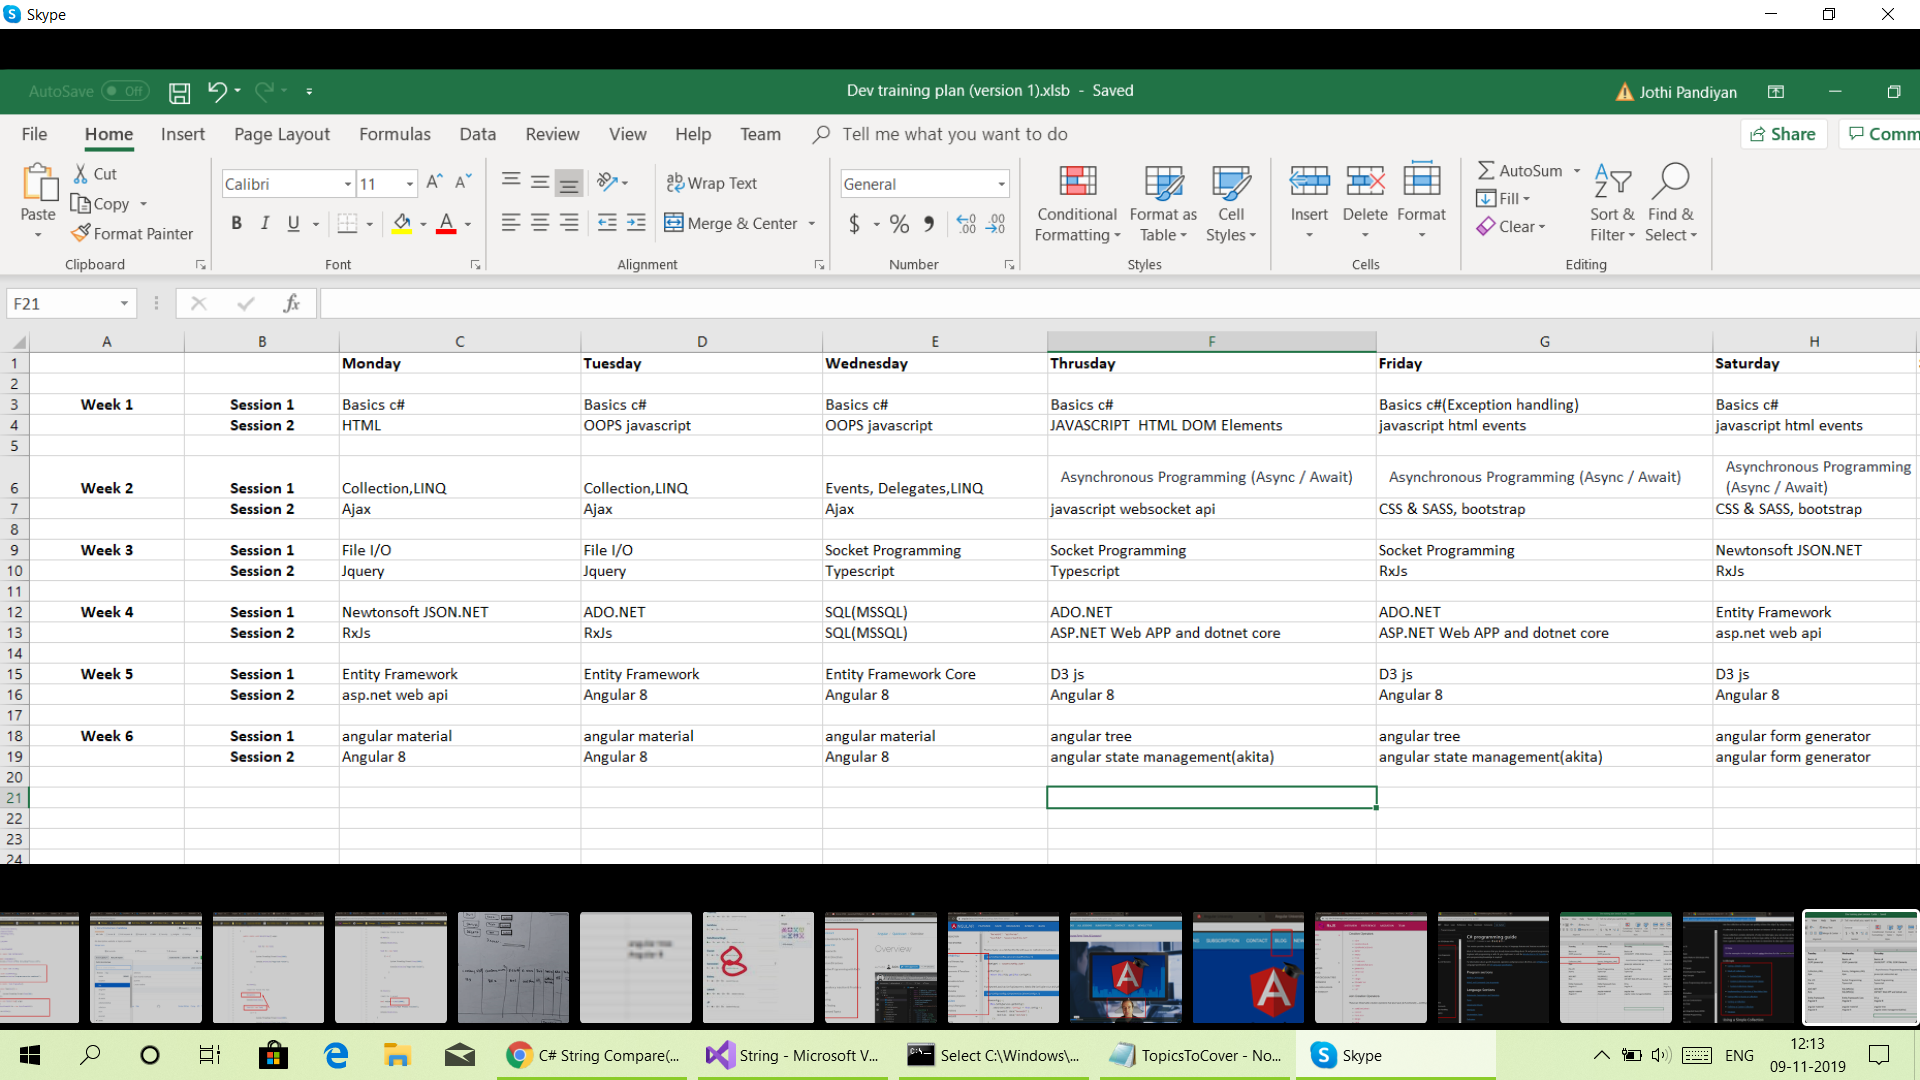 Skype
AutoSave Off
Dev training plan (version 1).xlsb - Saved
Jothi Pandiyan
File Home Insert Page Layout Formulas Data Review View Help Team Tell me what you want to do
Share Comm
Paste Cut
Copy
Format Painter
Clipboard
Calibri 11
B I U A
Font
Wrap Text
Merge & Center
Alignment
General
$ % 9
Number
Conditional Formatting
Format as Table
Cell Styles
Styles
Insert Delete Format
Cells
AutoSum
Fill
Clear
Sort & Filter
Find & Select
Editing
F21 fx
A B C D E F G H
1 Monday Tuesday Wednesday Thrusday Friday Saturday
2
3 Week 1 Session 1 Basics c# Basics c# Basics c# Basics c# Basics c#(Exception handling) Basics c#
4 Session 2 HTML OOPS javascript OOPS javascript JAVASCRIPT HTML DOM Elements javascript html events javascript html events
5
6 Week 2 Session 1 Collection,LINQ Collection,LINQ Events, Delegates,LINQ Asynchronous Programming (Async / Await) Asynchronous Programming (Async / Await) Asynchronous Programming (Async / Await)
7 Session 2 Ajax Ajax Ajax javascript websocket api CSS & SASS, bootstrap CSS & SASS, bootstrap
8
9 Week 3 Session 1 File I/O File I/O Socket Programming Socket Programming Socket Programming Newtonsoft JSON.NET
10 Session 2 Jquery Jquery Typescript Typescript RxJs RxJs
11
12 Week 4 Session 1 Newtonsoft JSON.NET ADO.NET SQL(MSSQL) ADO.NET ADO.NET Entity Framework
13 Session 2 RxJs RxJs SQL(MSSQL) ASP.NET Web APP and dotnet core ASP.NET Web APP and dotnet core asp.net web api
14
15 Week 5 Session 1 Entity Framework Entity Framework Entity Framework Core D3 js D3 js D3 js
16 Session 2 asp.net web api Angular 8 Angular 8 Angular 8 Angular 8 Angular 8
17
18 Week 6 Session 1 angular material angular material angular material angular tree angular tree angular form generator
19 Session 2 Angular 8 Angular 8 Angular 8 angular state management(akita) angular state management(akita) angular form generator
20
21
22
23
24
C# String Compare(... String - Microsoft V... Select C:\Windows\... TopicsToCover - No... Skype
ENG
12:13
09-11-2019